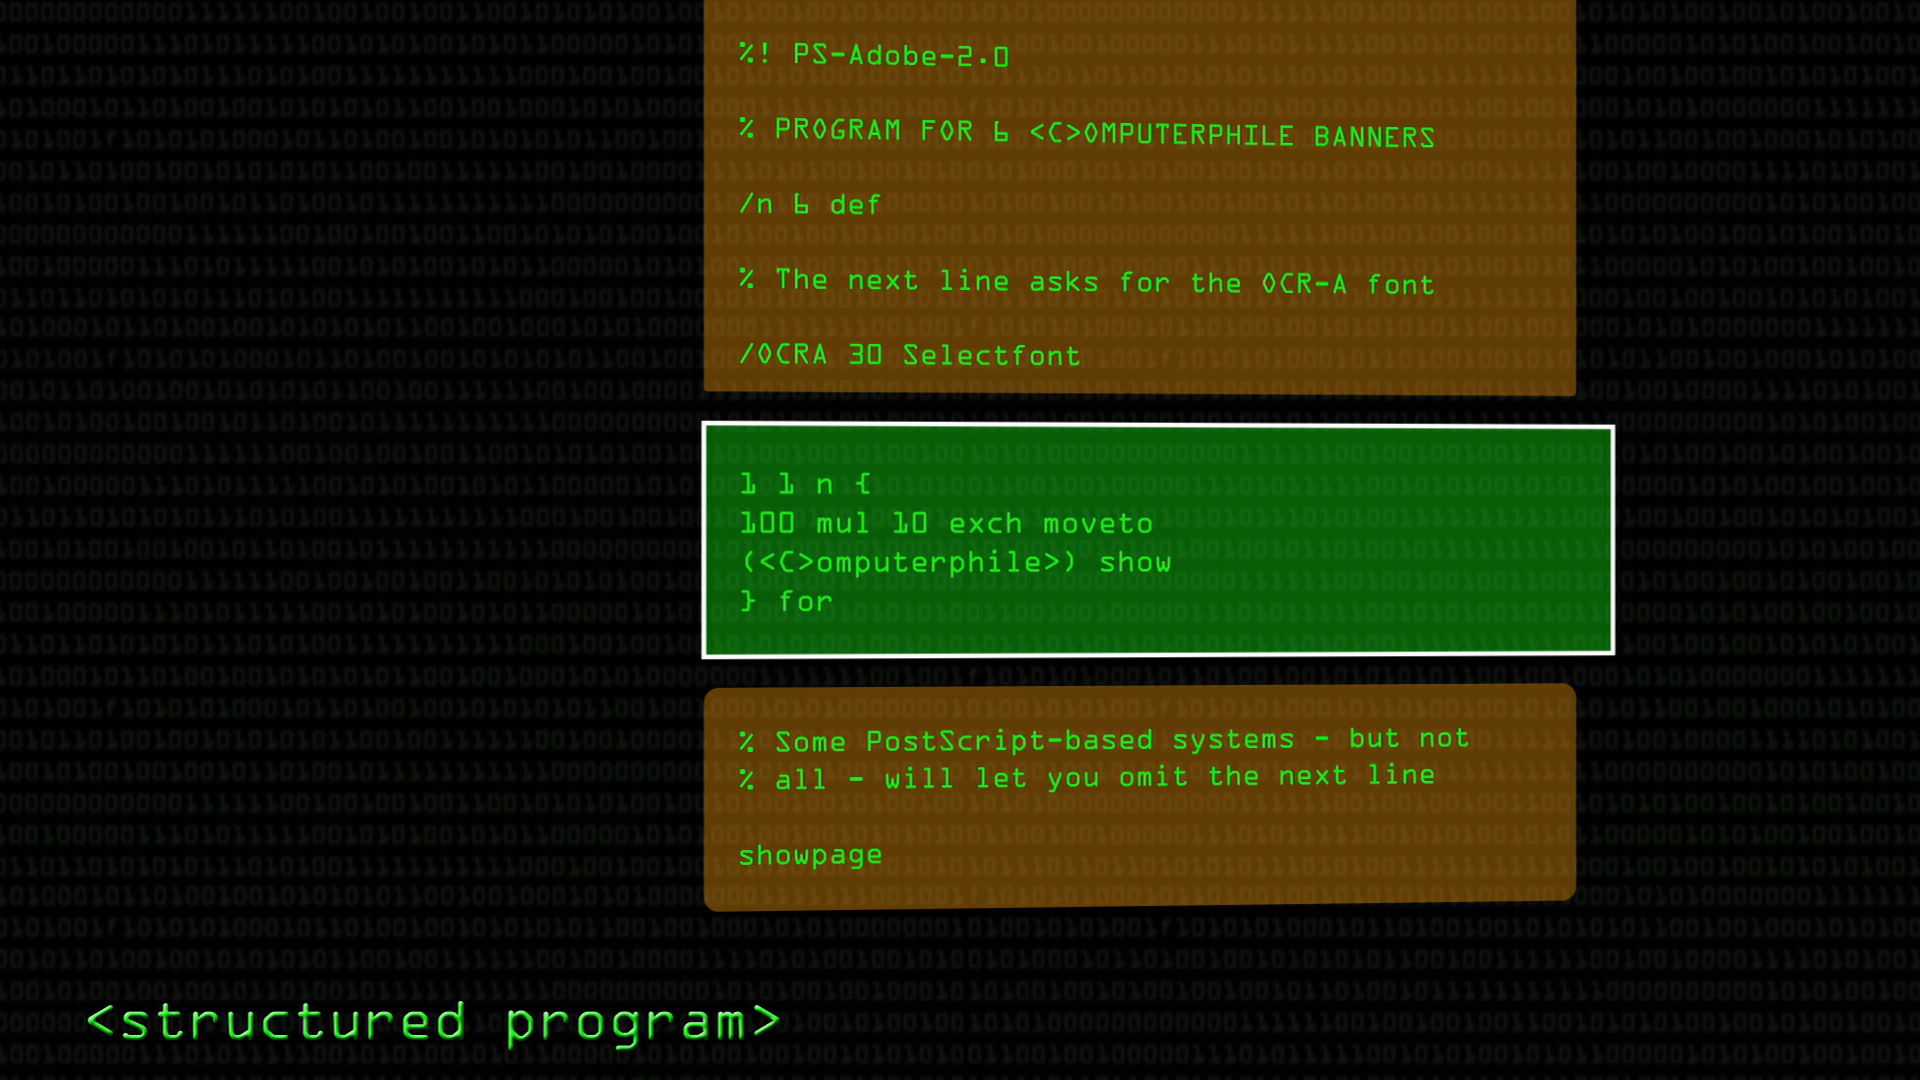 %! PS-Adobe-2.0
% PROGRAM FOR 6 <C>OMPUTERPHILE BANNERS
/n 6 def
% The next line asks for the OCR-A font
/OCRA 30 Selectfont
1 1 n {
100 mul 10 exch moveto
(<C>omputerphile>) show
} for
% Some PostScript-based systems - but not
% all - will let you omit the next line
showpage
<structured program>